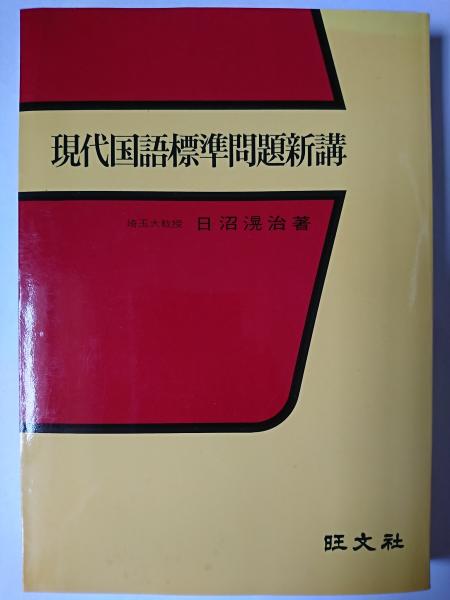 現代国語標準問題新講
埼玉大教授 日沼滉治著
旺文社